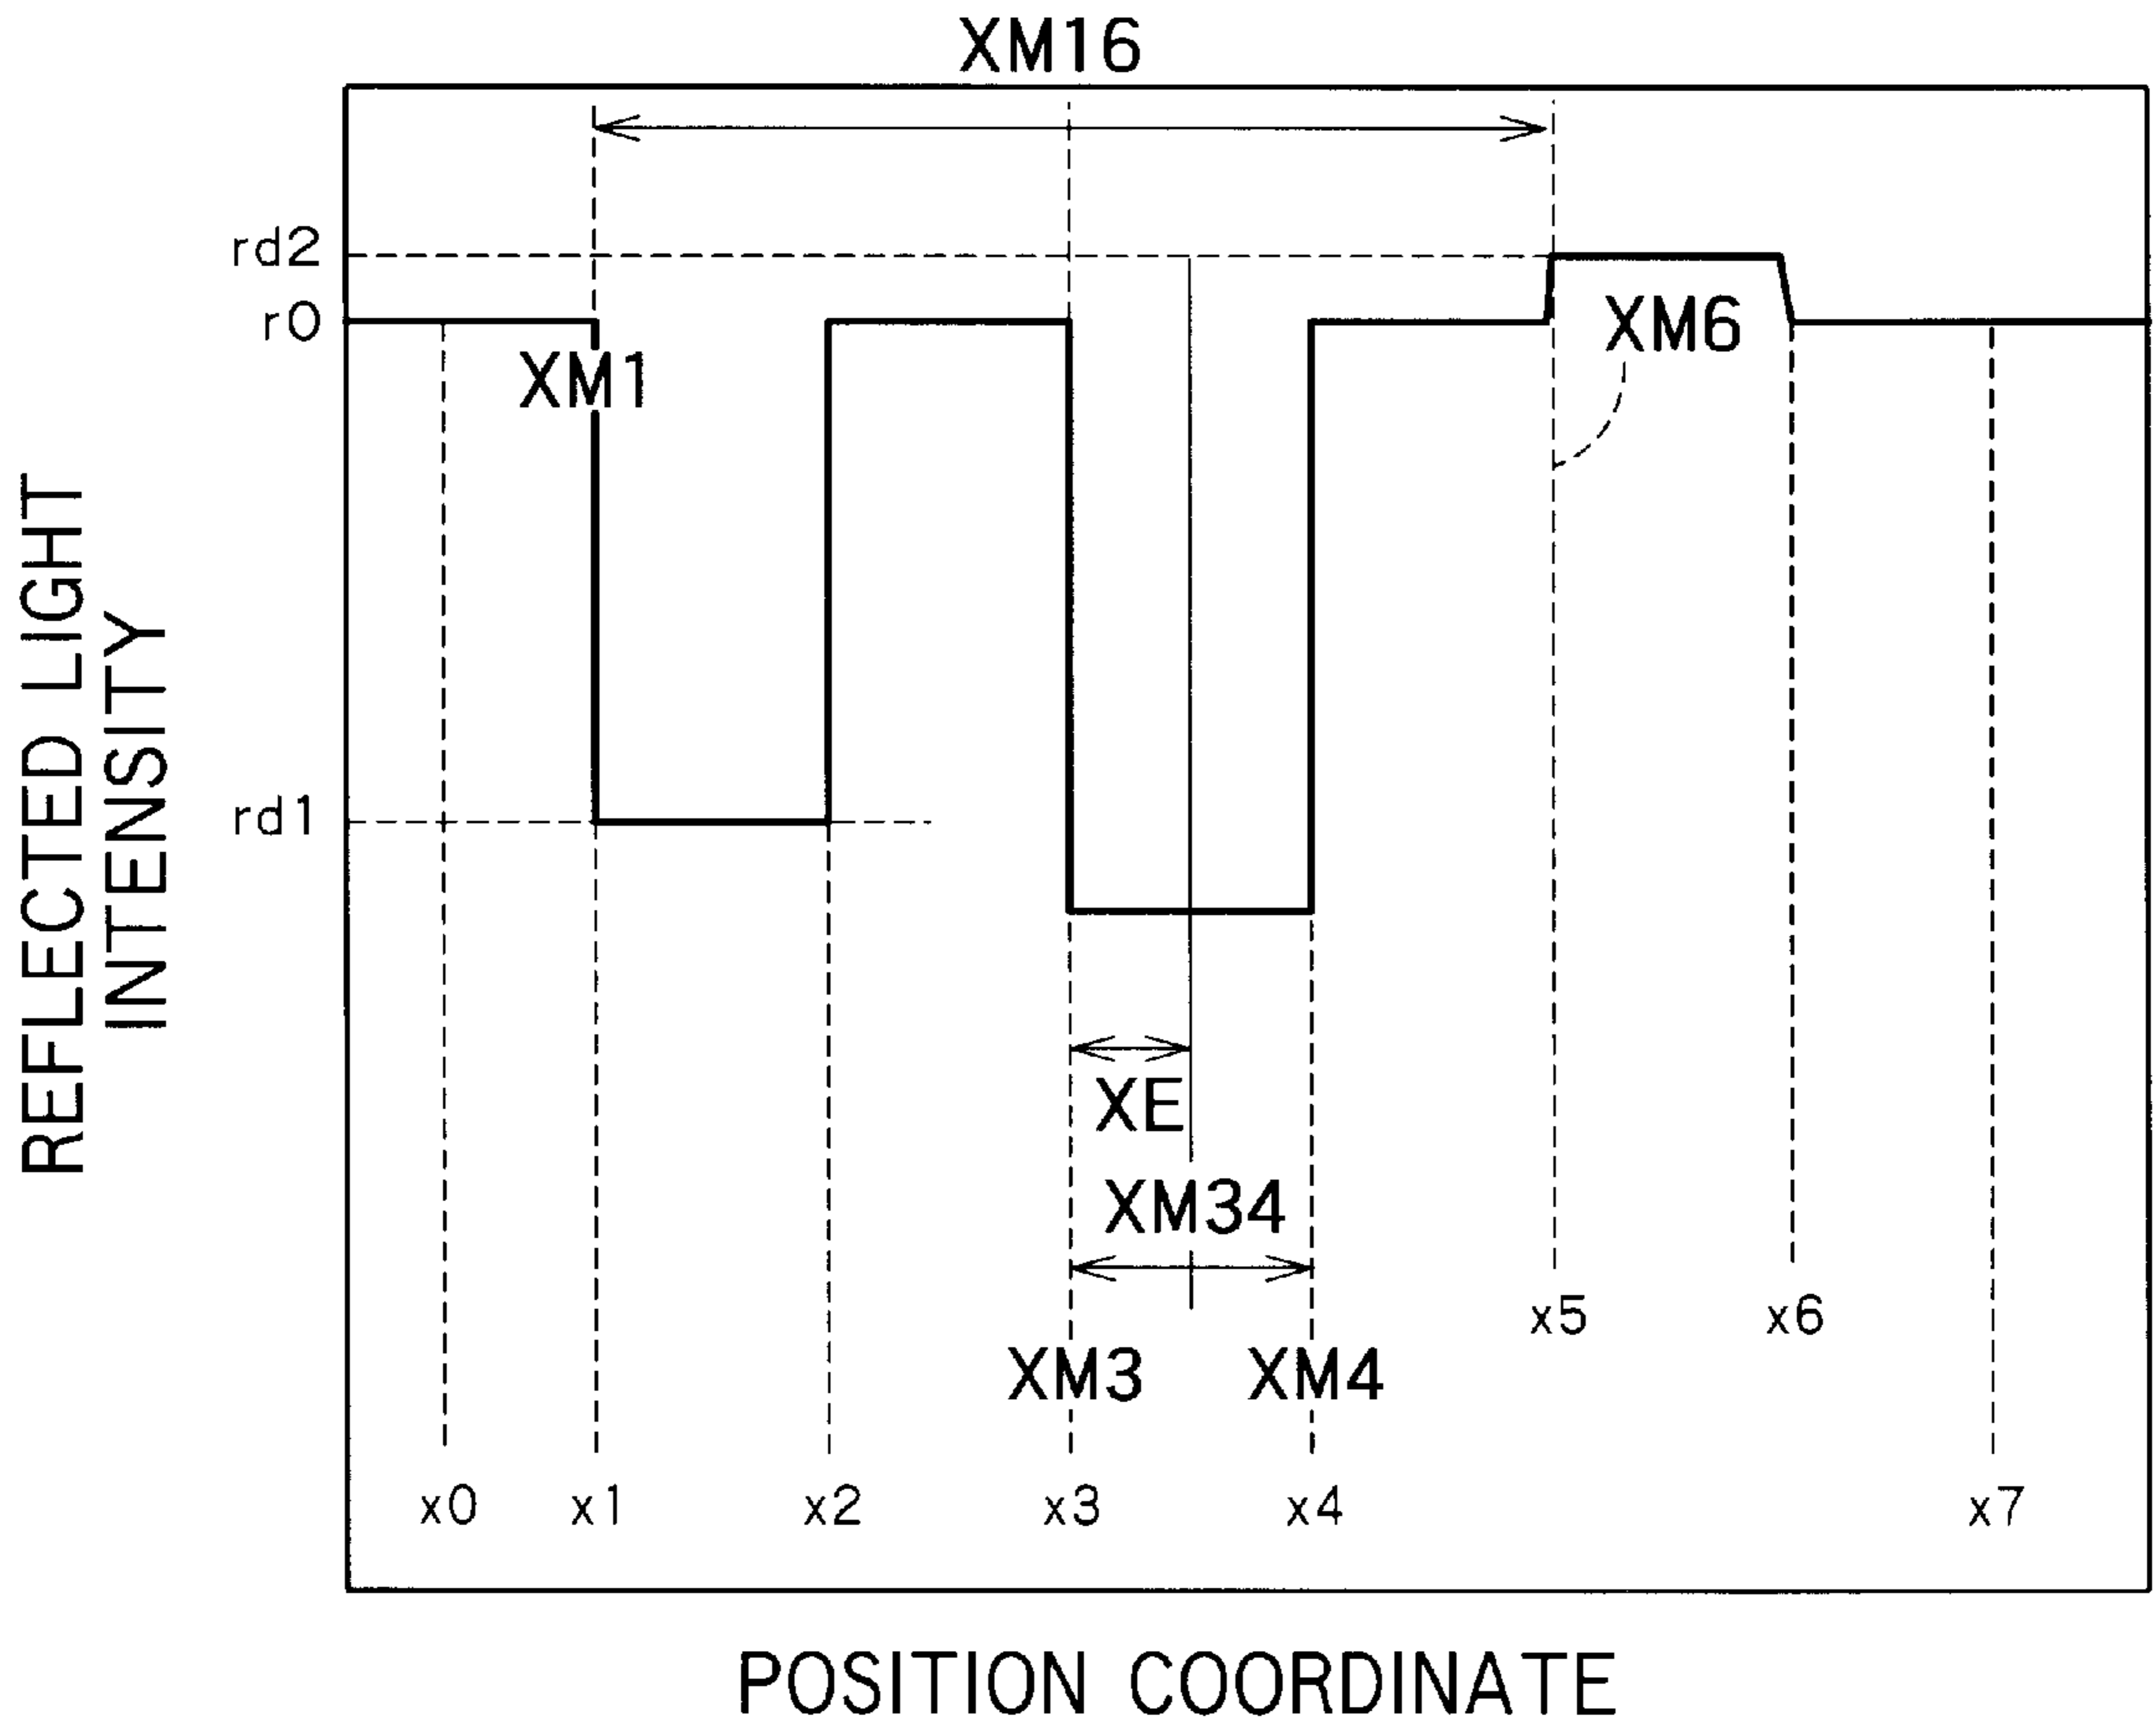 XM16
rd2
r0
XM6
XM1
rd1
REFLECTED LIGHT
INTENSITY
XE
XM34
x5
x6
XM3
XM4
x0
x1
x2
x3
x4
x7
POSITION COORDINATE